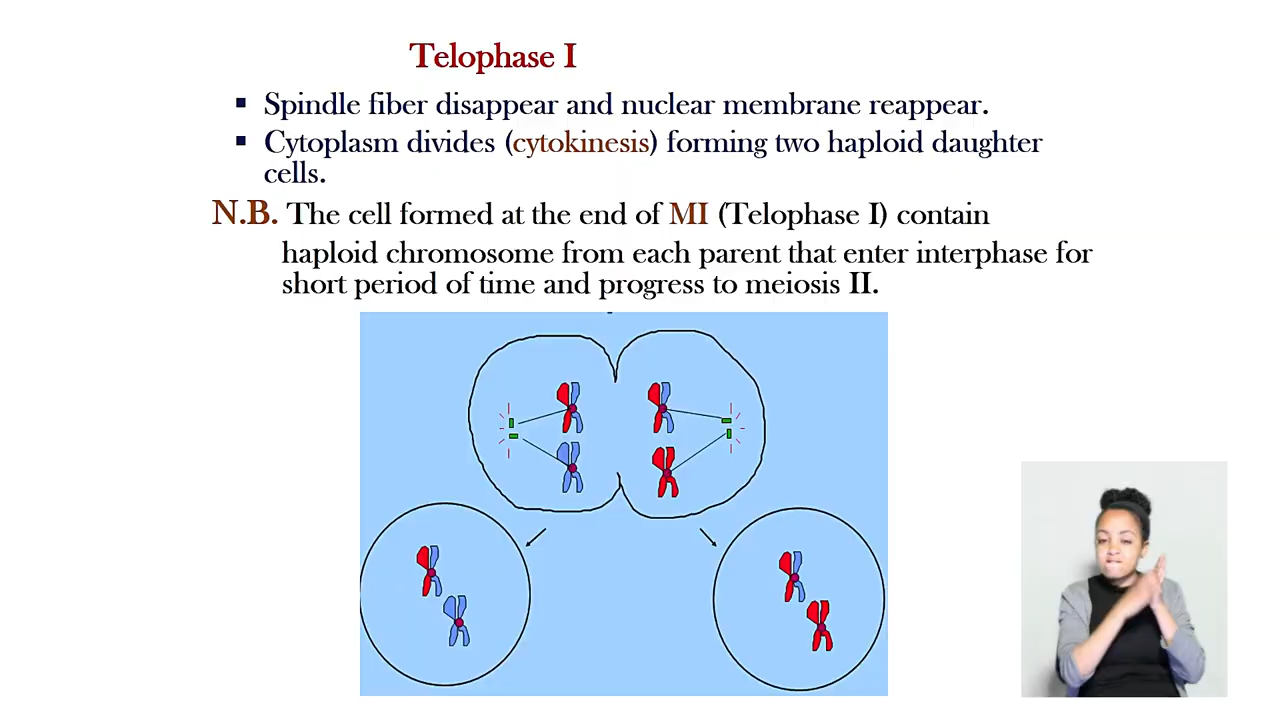 Telophase I
▪ Spindle fiber disappear and nuclear membrane reappear.
▪ Cytoplasm divides (cytokinesis) forming two haploid daughter
cells.
N.B. The cell formed at the end of MI (Telophase I) contain
haploid chromosome from each parent that enter interphase for
short period of time and progress to meiosis II.